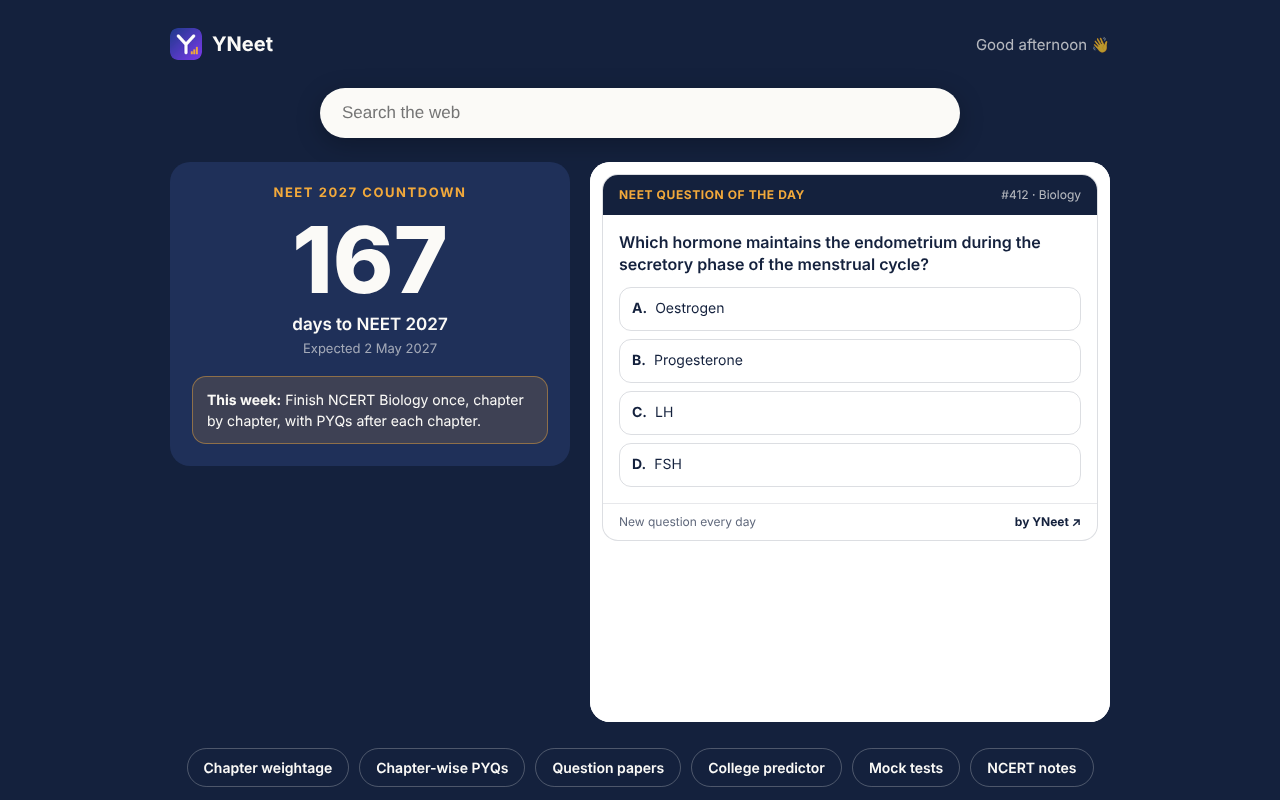 YNeet
Good afternoon 👋
Search the web
NEET 2027 COUNTDOWN
167
days to NEET 2027
Expected 2 May 2027
This week: Finish NCERT Biology once, chapter
by chapter, with PYQs after each chapter.
NEET QUESTION OF THE DAY
#412 · Biology
Which hormone maintains the endometrium during the
secretory phase of the menstrual cycle?
A. Oestrogen
B. Progesterone
C. LH
D. FSH
New question every day
by YNeet ↗
Chapter weightage
Chapter-wise PYQs
Question papers
College predictor
Mock tests
NCERT notes